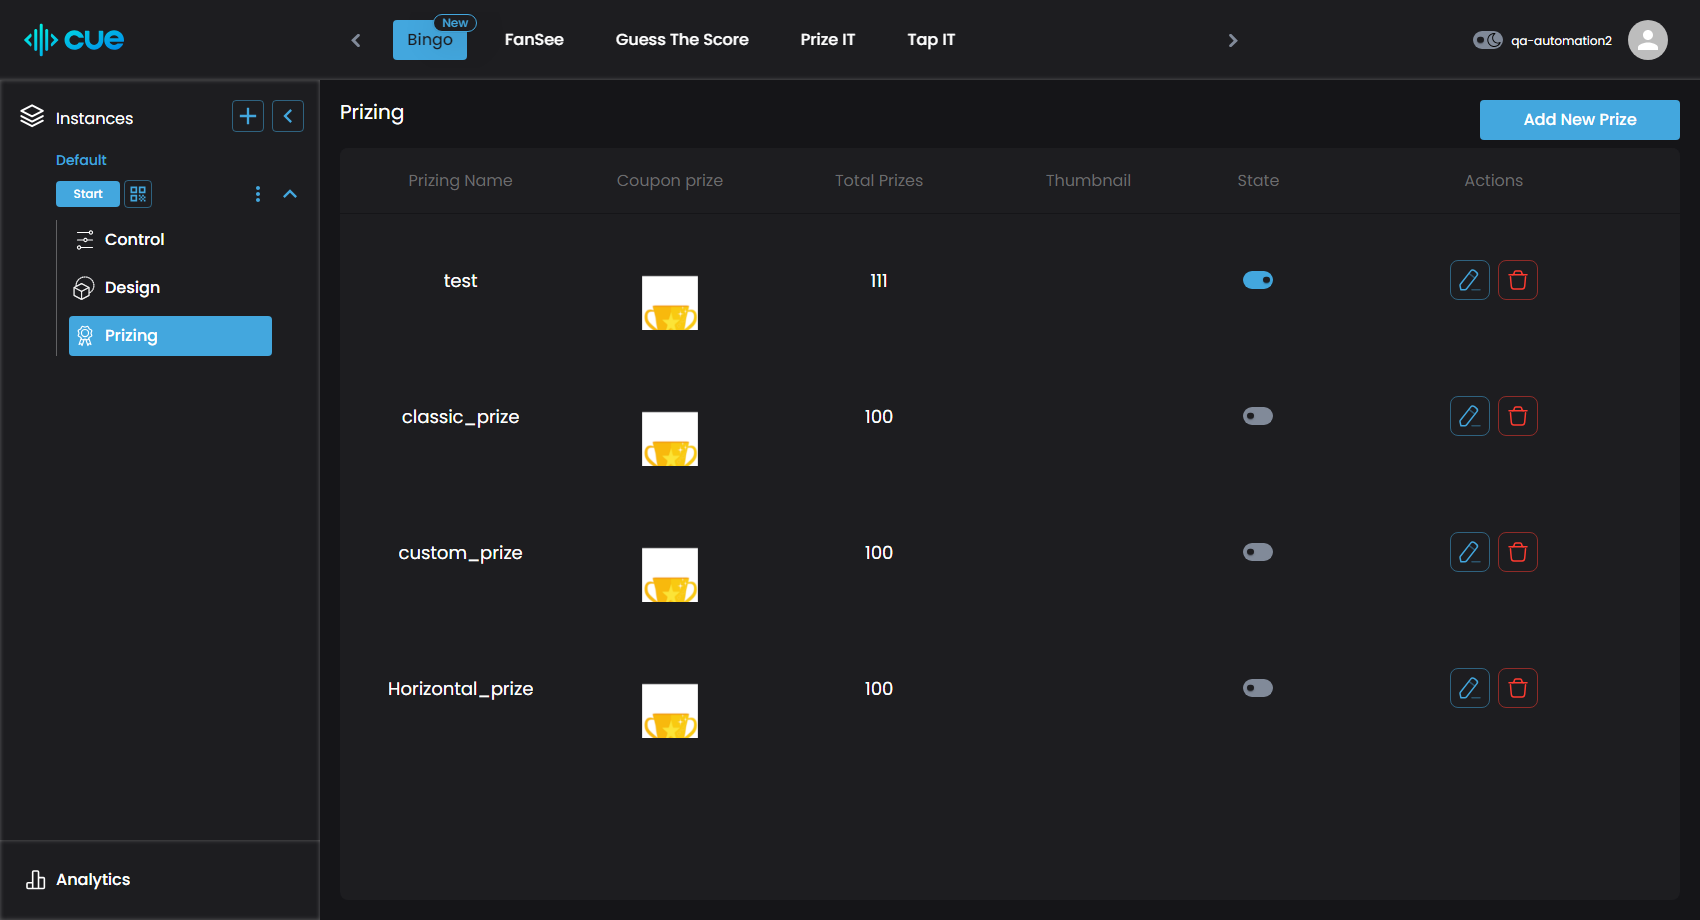 cue
Bingo
New
FanSee
Guess The Score
Prize IT
Tap IT
qa-automation2
Instances
Default
Start
Control
Design
Prizing
Analytics
Prizing
Add New Prize
Prizing Name Coupon prize Total Prizes Thumbnail State Actions
test 111
classic_prize 100
custom_prize 100
Horizontal_prize 100